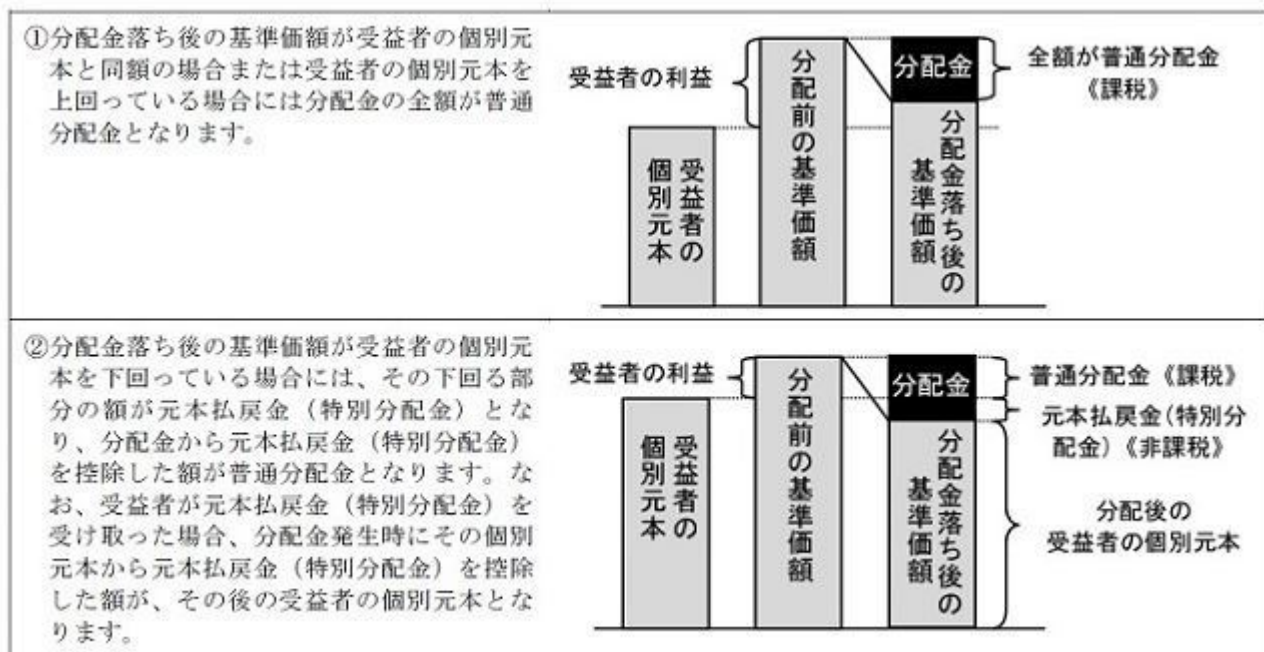 ①分配金落ち後の基準価額が受益者の個別元
本と同額の場合または受益者の個別元本を
上回っている場合には分配金の全額が普通
分配金となります。
受益者の利益
受益者の
個別元本
分配前の基準価額
分配金
分配金落ち後の
基準価額
全額が普通分配金
《課税》
②分配金落ち後の基準価額が受益者の個別元
本を下回っている場合には、その下回る部
分の額が元本払戻金（特別分配金）とな
り、分配金から元本払戻金（特別分配金）
を控除した額が普通分配金となります。な
お、受益者が元本払戻金（特別分配金）を
受け取った場合、分配金発生時にその個別
元本から元本払戻金（特別分配金）を控除
した額が、その後の受益者の個別元本とな
ります。
受益者の利益
受益者の
個別元本
分配前の基準価額
分配金
分配金落ち後の
基準価額
普通分配金《課税》
元本払戻金（特別分
配金）《非課税》
分配後の
受益者の個別元本